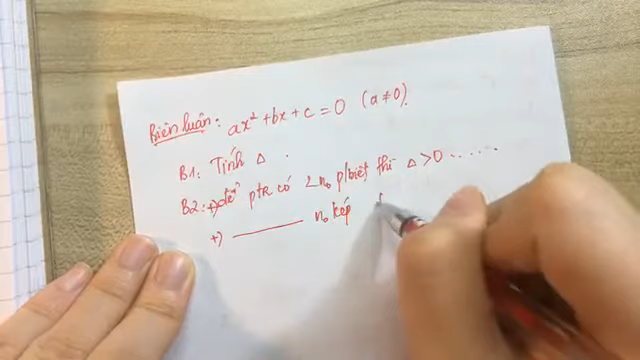 Biện luận: ax² + bx + c = 0 (a ≠ 0).
B1: Tính Δ.
B2: +) để ptr có 2 n₀ p/biệt thì Δ > 0 .....
+) ——— n₀ kép t